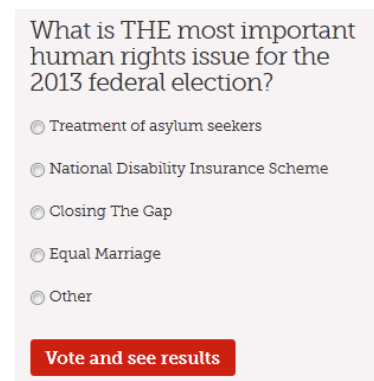 What is THE most important
human rights issue for the
2013 federal election?
Treatment of asylum seekers
National Disability Insurance Scheme
Closing The Gap
Equal Marriage
Other
Vote and see results